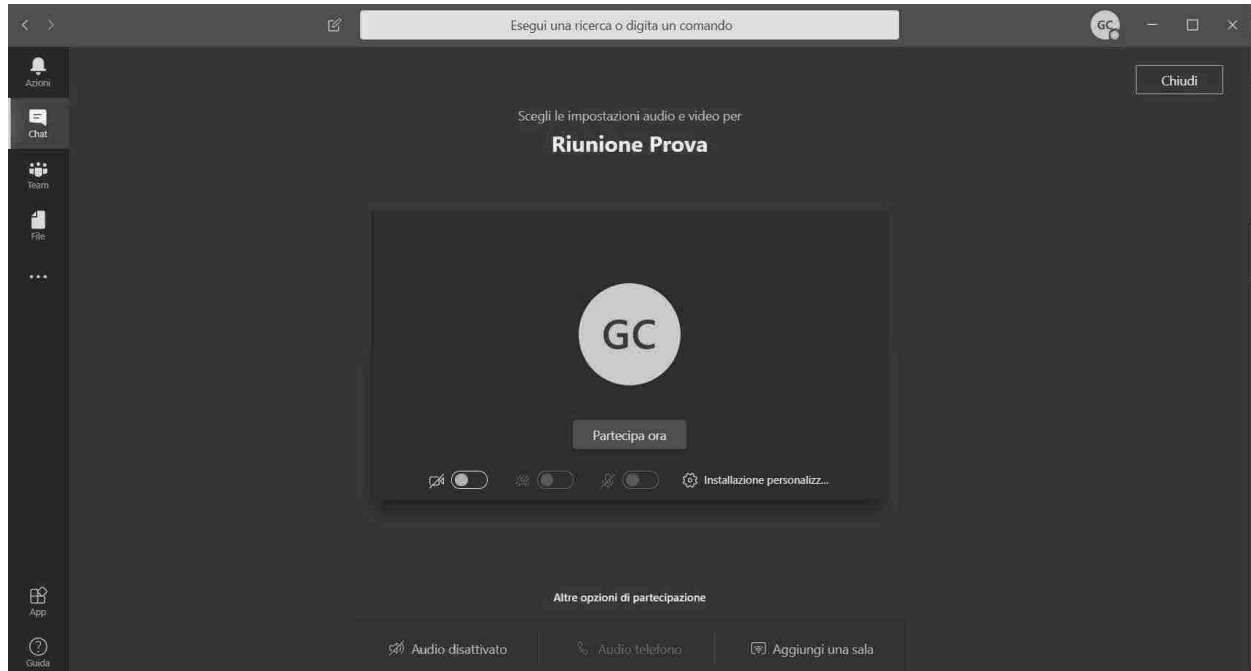 Esegui una ricerca o digita un comando
GC
Azioni
Chat
Team
File
Chiudi
Scegli le impostazioni audio e video per
Riunione Prova
GC
Partecipa ora
Installazione personalizz...
Altre opzioni di partecipazione
Audio disattivato
Audio telefono
Aggiungi una sala
App
Guida